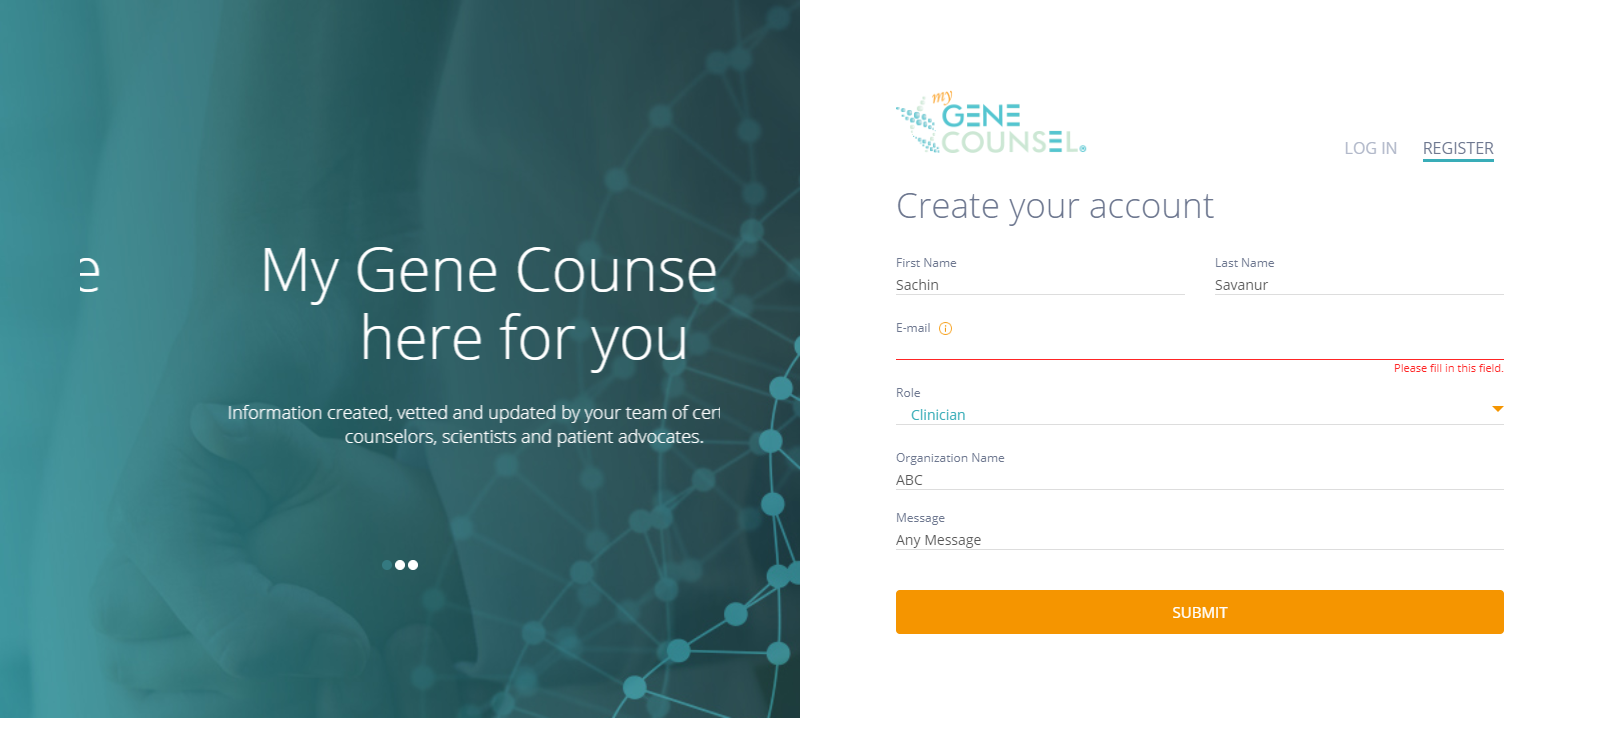 e
My Gene Counse
here for you
Information created, vetted and updated by your team of cert
counselors, scientists and patient advocates.
my
GENE
COUNSEL®
LOG IN REGISTER
Create your account
First Name Last Name
Sachin Savanur
E-mail
Please fill in this field.
Role
Clinician
Organization Name
ABC
Message
Any Message
SUBMIT